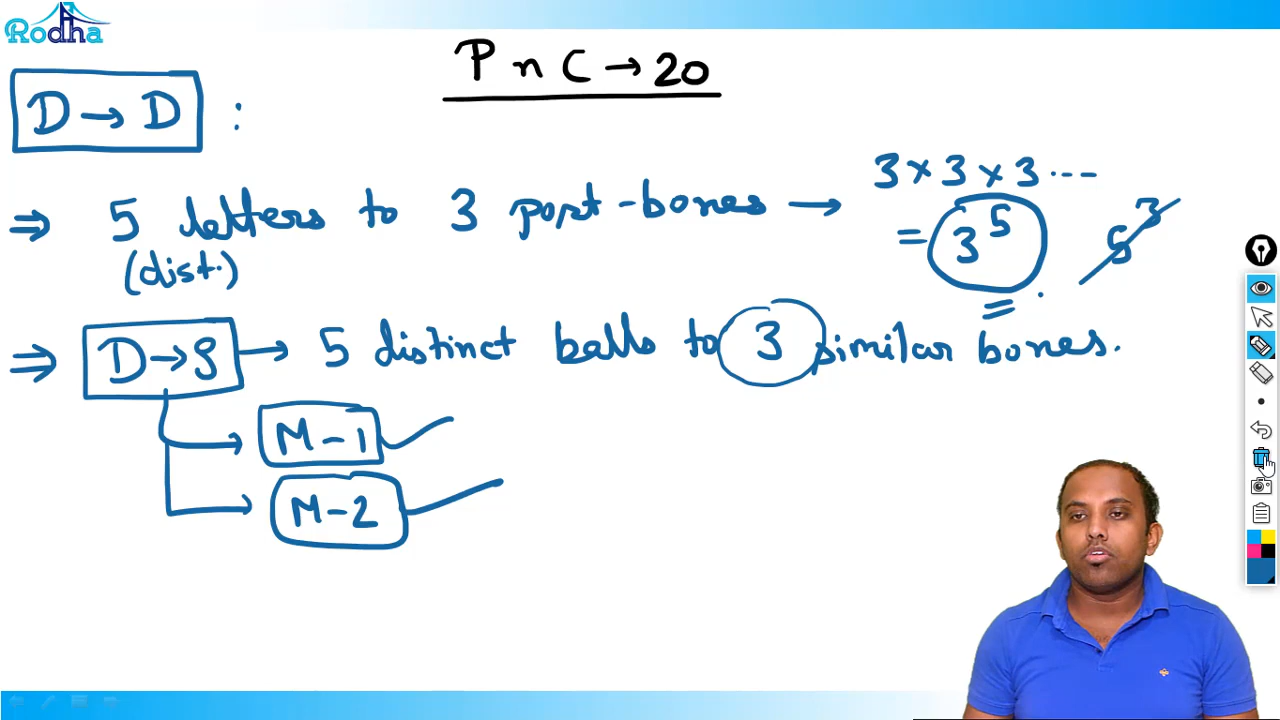 Rodha
P n C → 20
D → D :
3 × 3 × 3 ...
⇒ 5 letters to 3 post-boxes →
= 3^5 5^3
(dist.)
⇒ D → S → 5 distinct balls to 3 similar boxes.
M-1
M-2